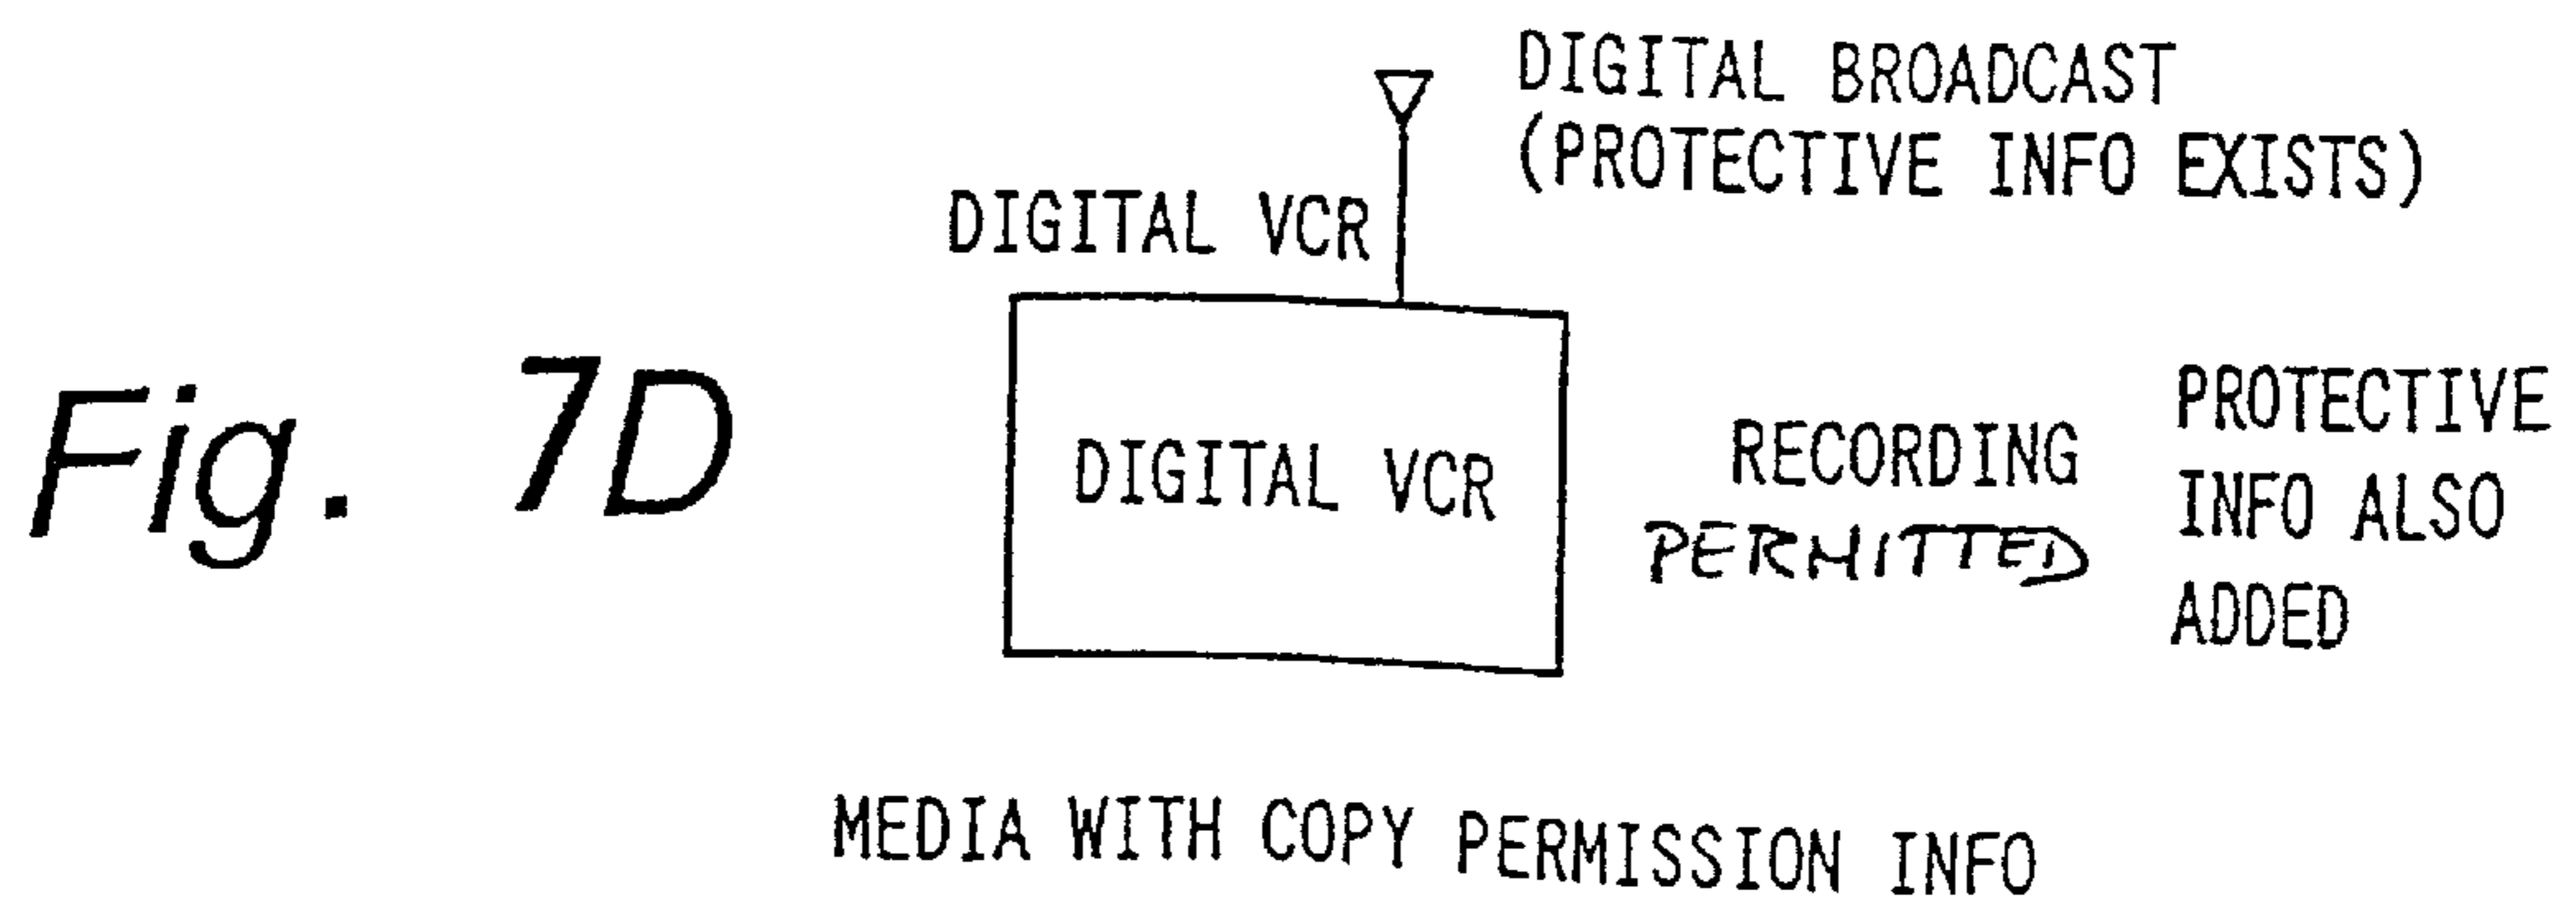 DIGITAL BROADCAST
(PROTECTIVE INFO EXISTS)
DIGITAL VCR
Fig. 7D
DIGITAL VCR
RECORDING
PERMITTED
PROTECTIVE
INFO ALSO
ADDED
MEDIA WITH COPY PERMISSION INFO